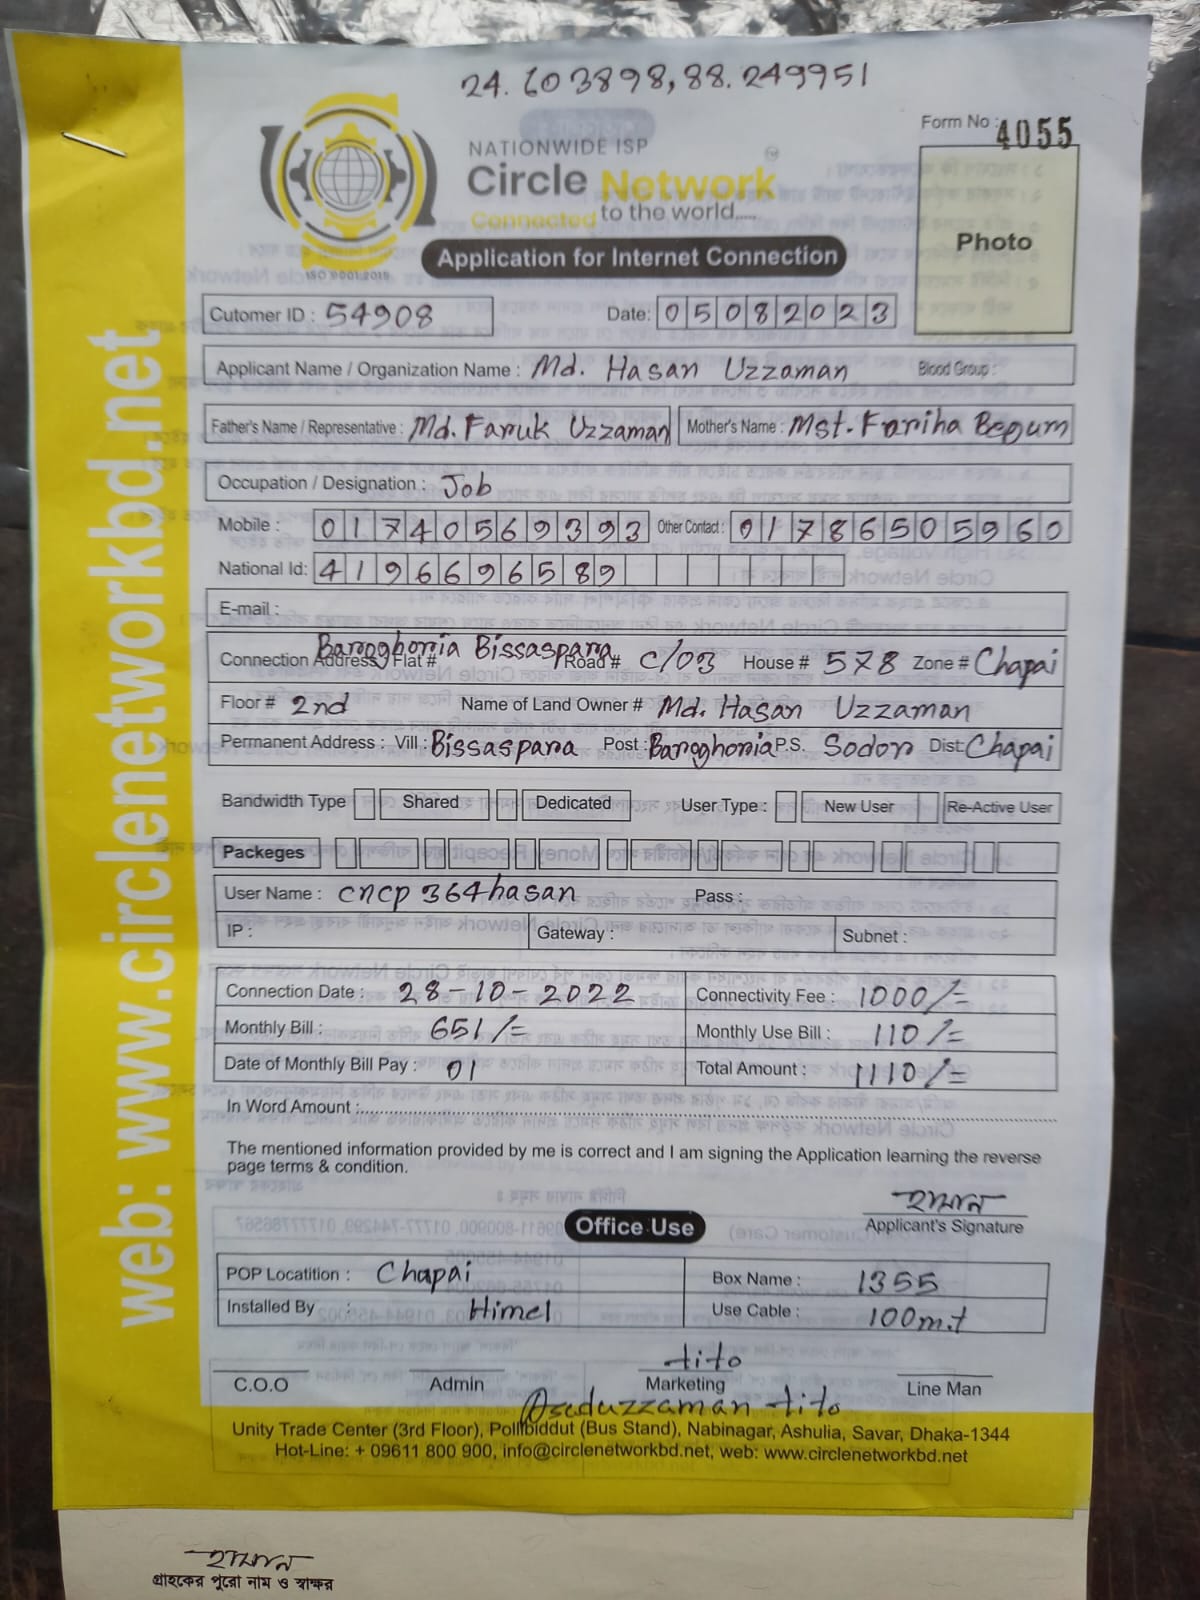 24.603898,88.249951
Form No : 4055
NATIONWIDE ISP
Circle Network
Connected to the world.....
ISO 9001:2015
Application for Internet Connection
Photo
Cutomer ID : 54908 Date: 05082023
Applicant Name / Organization Name : Md. Hasan Uzzaman Blood Group :
Father's Name / Representative : Md. Faruk Uzzaman Mother's Name : Mst. Fariha Begum
Occupation / Designation : Job
Mobile : 01740569393 Other Contact : 01786505960
National Id: 4196696589
E-mail :
Baroghoria Bissaspara
Connection Address, Flat # Road # C/03 House # 578 Zone # Chapai
Floor # 2nd Name of Land Owner # Md. Hasan Uzzaman
Permanent Address : Vill : Bissaspara Post : Baroghoria P.S. Sodor Dist: Chapai
Bandwidth Type Shared Dedicated User Type : New User Re-Active User
Packeges
User Name : cncp364hasan Pass :
IP : Gateway : Subnet :
Connection Date : 28-10-2022 Connectivity Fee : 1000/=
Monthly Bill : 651/= Monthly Use Bill : 110/=
Date of Monthly Bill Pay : 01 Total Amount : 1110/=
In Word Amount :
The mentioned information provided by me is correct and I am signing the Application learning the reverse
page terms & condition.
হাসান
Applicant's Signature
Office Use
POP Locatition : Chapai Box Name : 1355
Installed By : Himel Use Cable : 100m.t
tito
C.O.O Admin Marketing Line Man
Asaduzzaman tito
Unity Trade Center (3rd Floor), Pollibiddut (Bus Stand), Nabinagar, Ashulia, Savar, Dhaka-1344
Hot-Line: + 09611 800 900, info@circlenetworkbd.net, web: www.circlenetworkbd.net
web: www.circlenetworkbd.net
হাসান
গ্রাহকের পুরো নাম ও স্বাক্ষর